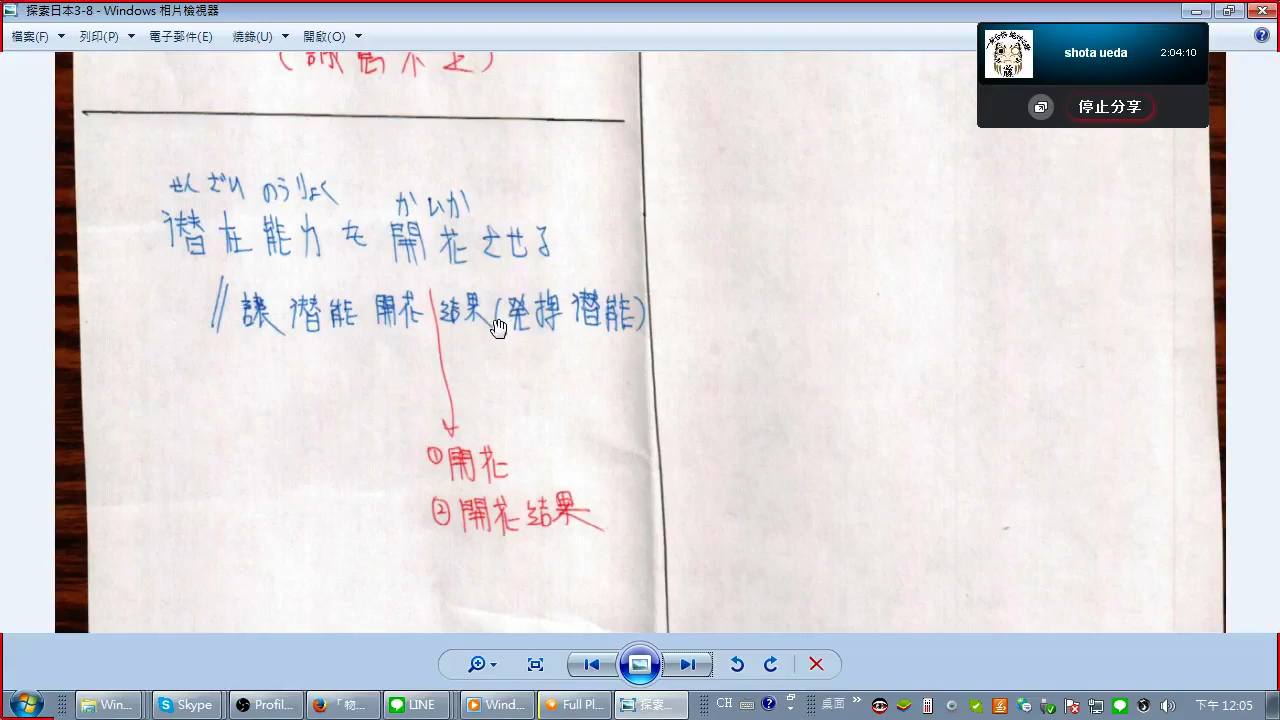 探索日本3-8 - Windows 相片檢視器
檔案(F) 列印(P) 電子郵件(E) 燒錄(U) 開啟(O)
shota ueda 2:04:10
停止分享
せんざい のうりょく かいか
潜在能力を開花させる
// 讓潜能開花結果(発揮潜能)
①開花
②開花結果
Win... Skype Profil... 「物... LINE Wind... Full Pl... 探索... CH 桌面 » 下午 12:05